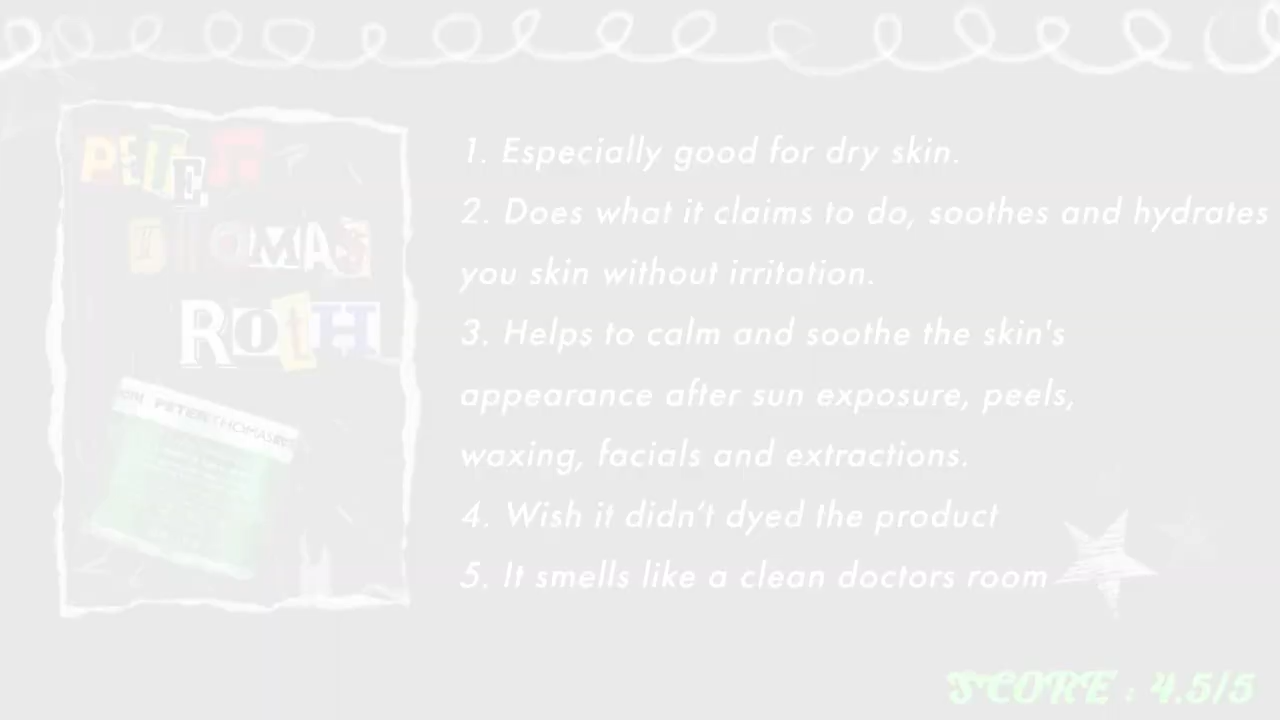 PETER
THOMAS
ROTH
PETER THOMAS ROTH
1. Especially good for dry skin.
2. Does what it claims to do, soothes and hydrates
you skin without irritation.
3. Helps to calm and soothe the skin's
appearance after sun exposure, peels,
waxing, facials and extractions.
4. Wish it didn't dyed the product
5. It smells like a clean doctors room
SCORE : 4.5/5